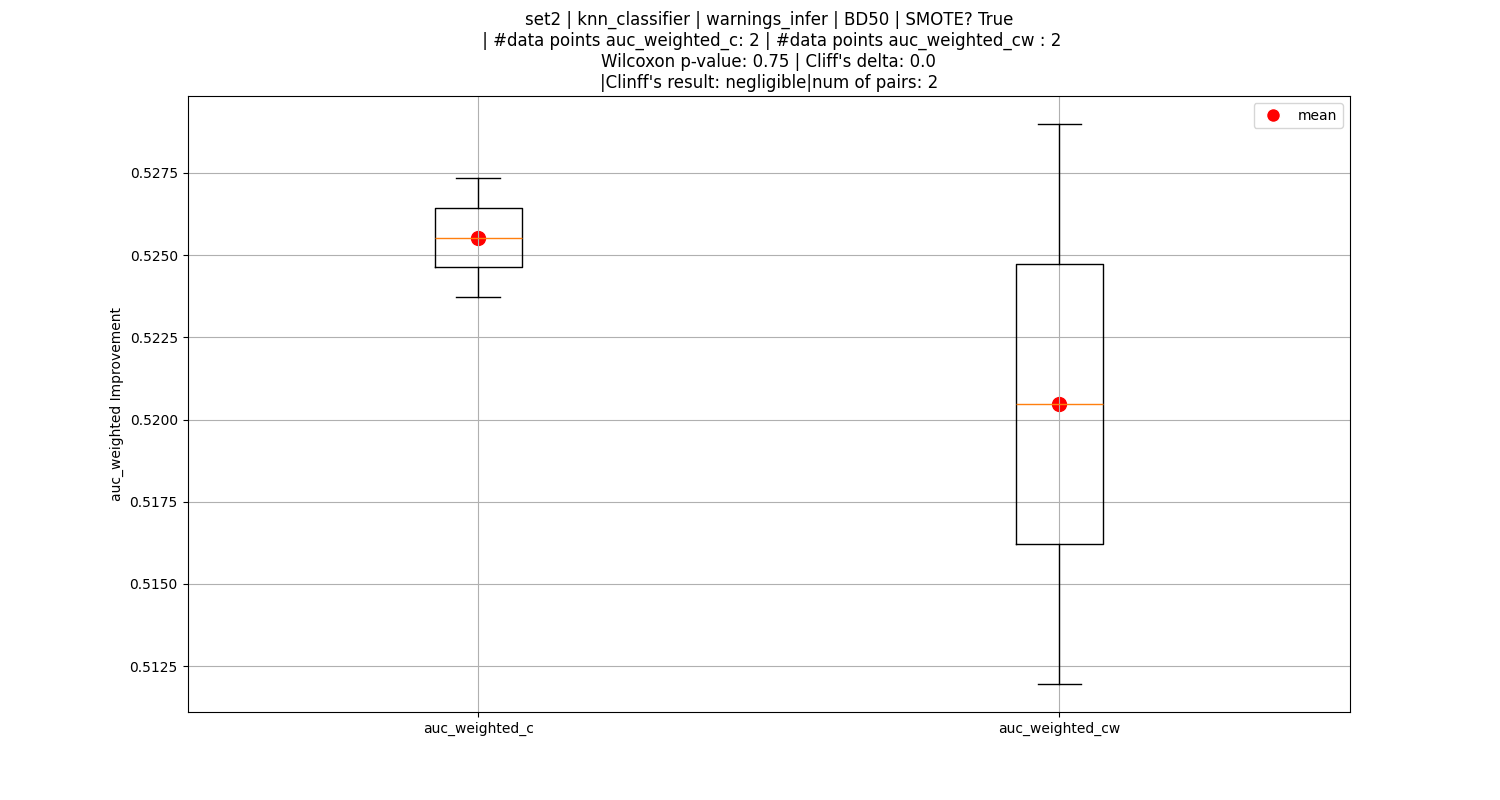 set2 | knn_classifier | warnings_infer | BD50 | SMOTE? True
| #data points auc_weighted_c: 2 | #data points auc_weighted_cw : 2
Wilcoxon p-value: 0.75 | Cliff's delta: 0.0
|Clinff's result: negligible|num of pairs: 2
mean
0.5275
0.5250
0.5225
0.5200
0.5175
0.5150
0.5125
auc_weighted Improvement
auc_weighted_c
auc_weighted_cw